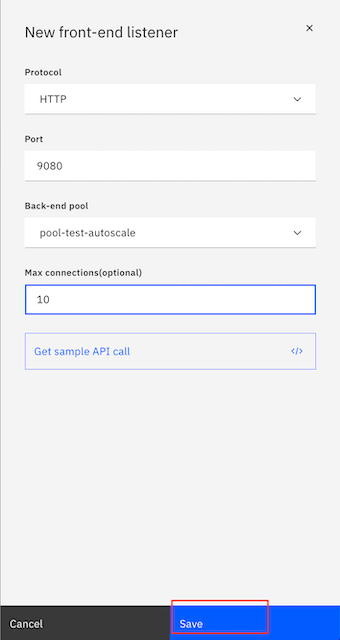 New front-end listener
Protocol
HTTP
Port
9080
Back-end pool
pool-test-autoscale
Max connections(optional)
10
Get sample API call </>
Cancel
Save